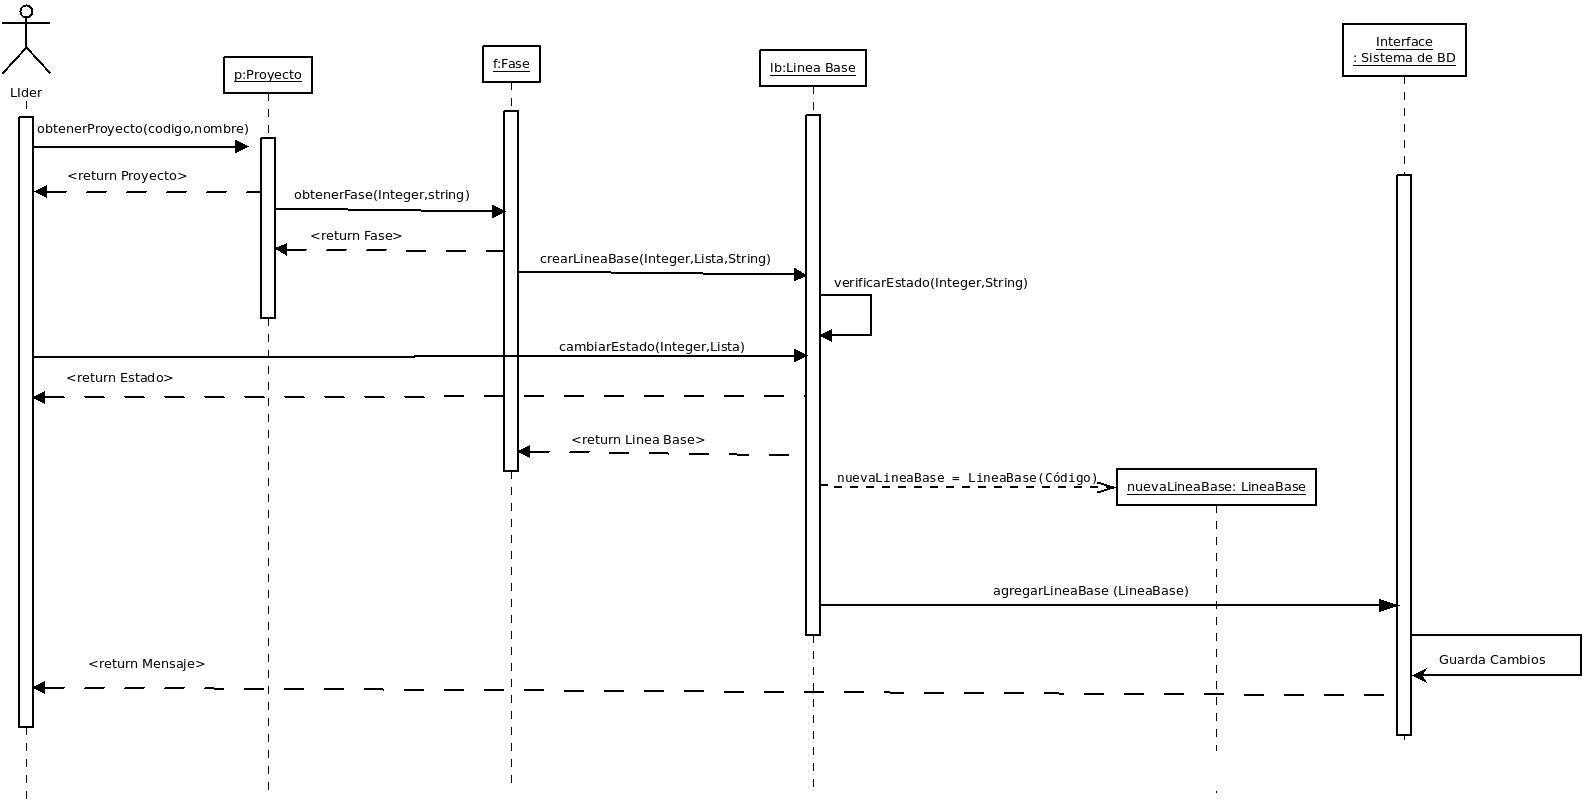 LIder
p:Proyecto
f:Fase
lb:Linea Base
Interface
: Sistema de BD
obtenerProyecto(codigo,nombre)
<return Proyecto>
obtenerFase(Integer,string)
<return Fase>
crearLineaBase(Integer,Lista,String)
verificarEstado(Integer,String)
cambiarEstado(Integer,Lista)
<return Estado>
<return Linea Base>
nuevaLineaBase = LineaBase(Código)
nuevaLineaBase: LineaBase
agregarLineaBase (LineaBase)
Guarda Cambios
<return Mensaje>